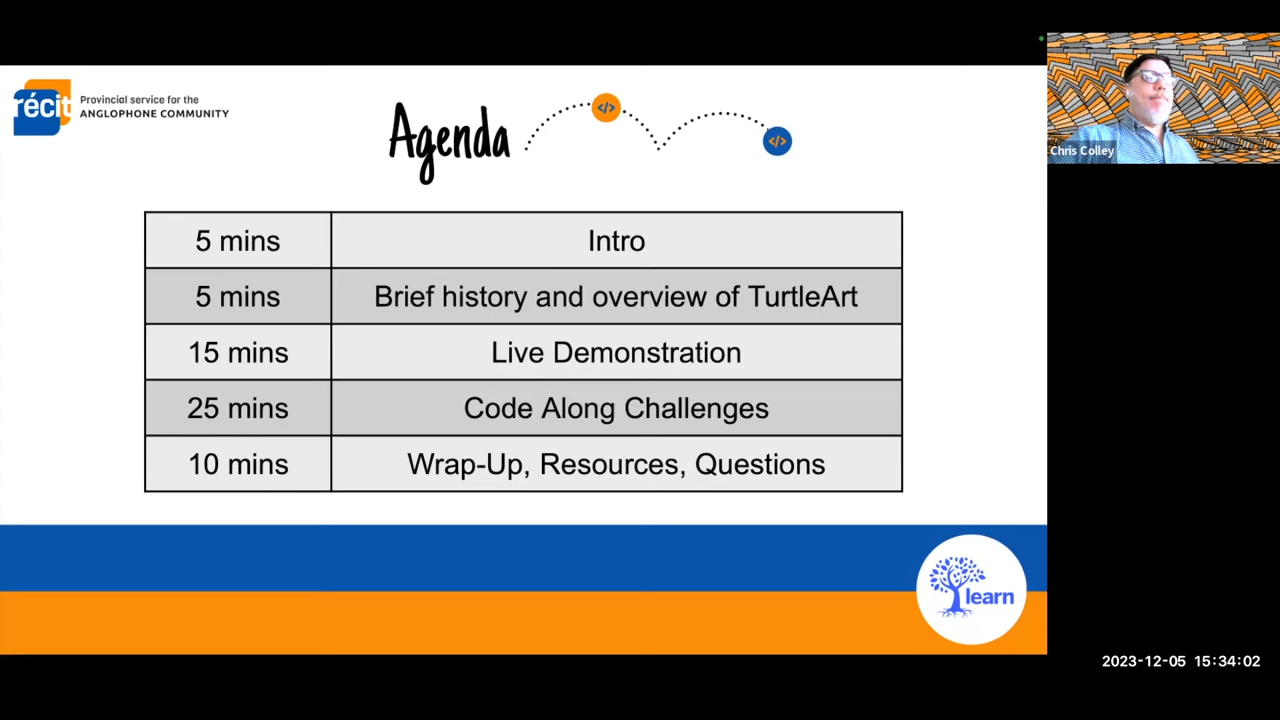 récit
Provincial service for the
ANGLOPHONE COMMUNITY
Agenda
</>
</>
5 mins Intro
5 mins Brief history and overview of TurtleArt
15 mins Live Demonstration
25 mins Code Along Challenges
10 mins Wrap-Up, Resources, Questions
learn
Chris Colley
2023-12-05 15:34:02